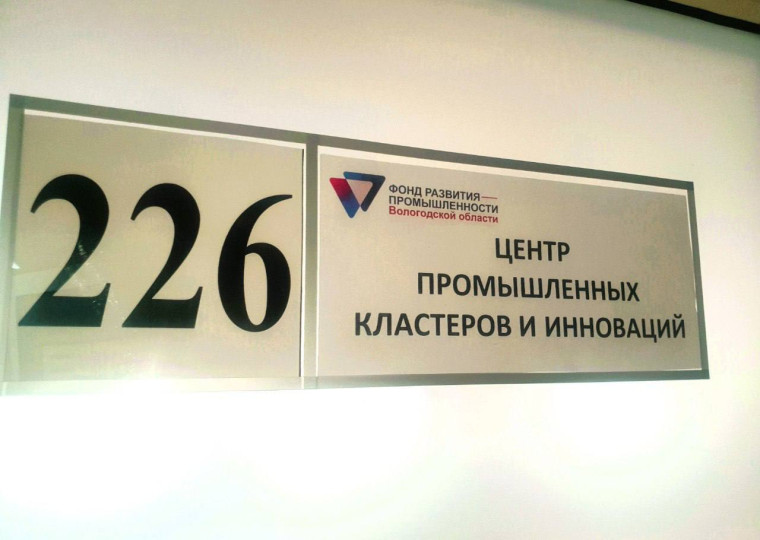 226
ФОНД РАЗВИТИЯ
ПРОМЫШЛЕННОСТИ
Вологодской области
ЦЕНТР
ПРОМЫШЛЕННЫХ
КЛАСТЕРОВ И ИННОВАЦИЙ